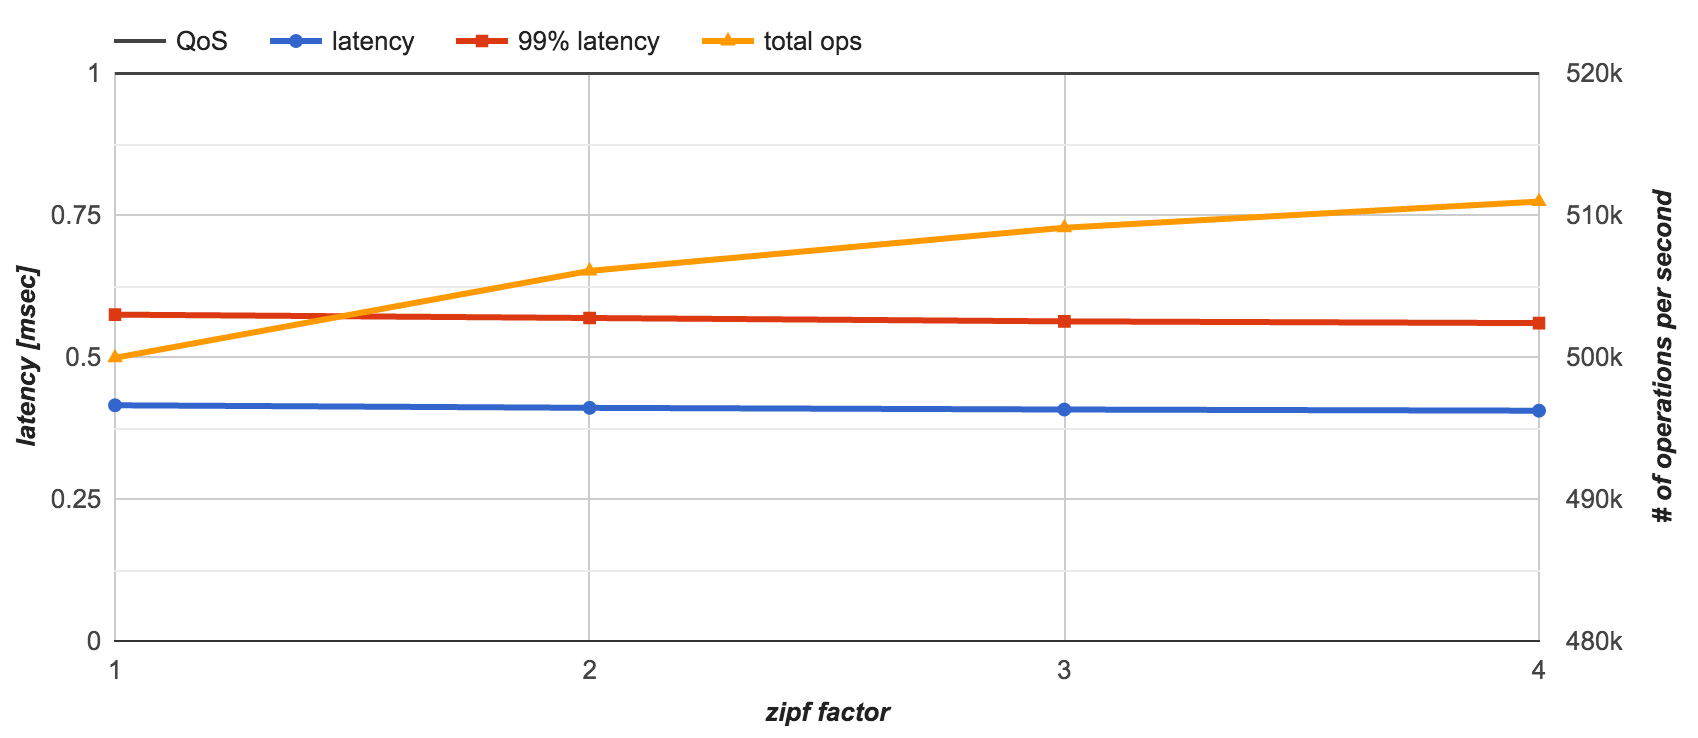 QoS latency 99% latency total ops
1 520k
0.75 510k
0.5 500k
0.25 490k
0 480k
latency [msec]
# of operations per second
1 2 3 4
zipf factor